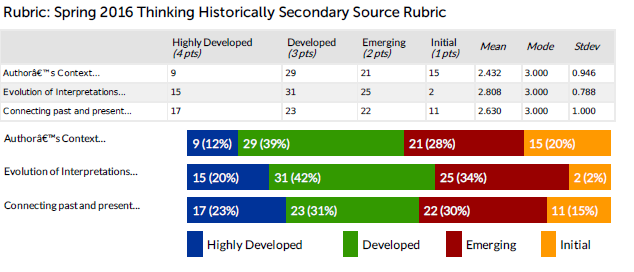 Rubric: Spring 2016 Thinking Historically Secondary Source Rubric
Highly Developed Developed Emerging Initial Mean Mode Stdev
(4 pts) (3 pts) (2 pts) (1 pts)
Authorâ€™s Context... 9 29 21 15 2.432 3.000 0.946
Evolution of Interpretations... 15 31 25 2 2.808 3.000 0.788
Connecting past and present... 17 23 22 11 2.630 3.000 1.000
Authorâ€™s Context... 9 (12%) 29 (39%) 21 (28%) 15 (20%)
Evolution of Interpretations... 15 (20%) 31 (42%) 25 (34%) 2 (2%)
Connecting past and present... 17 (23%) 23 (31%) 22 (30%) 11 (15%)
Highly Developed Developed Emerging Initial